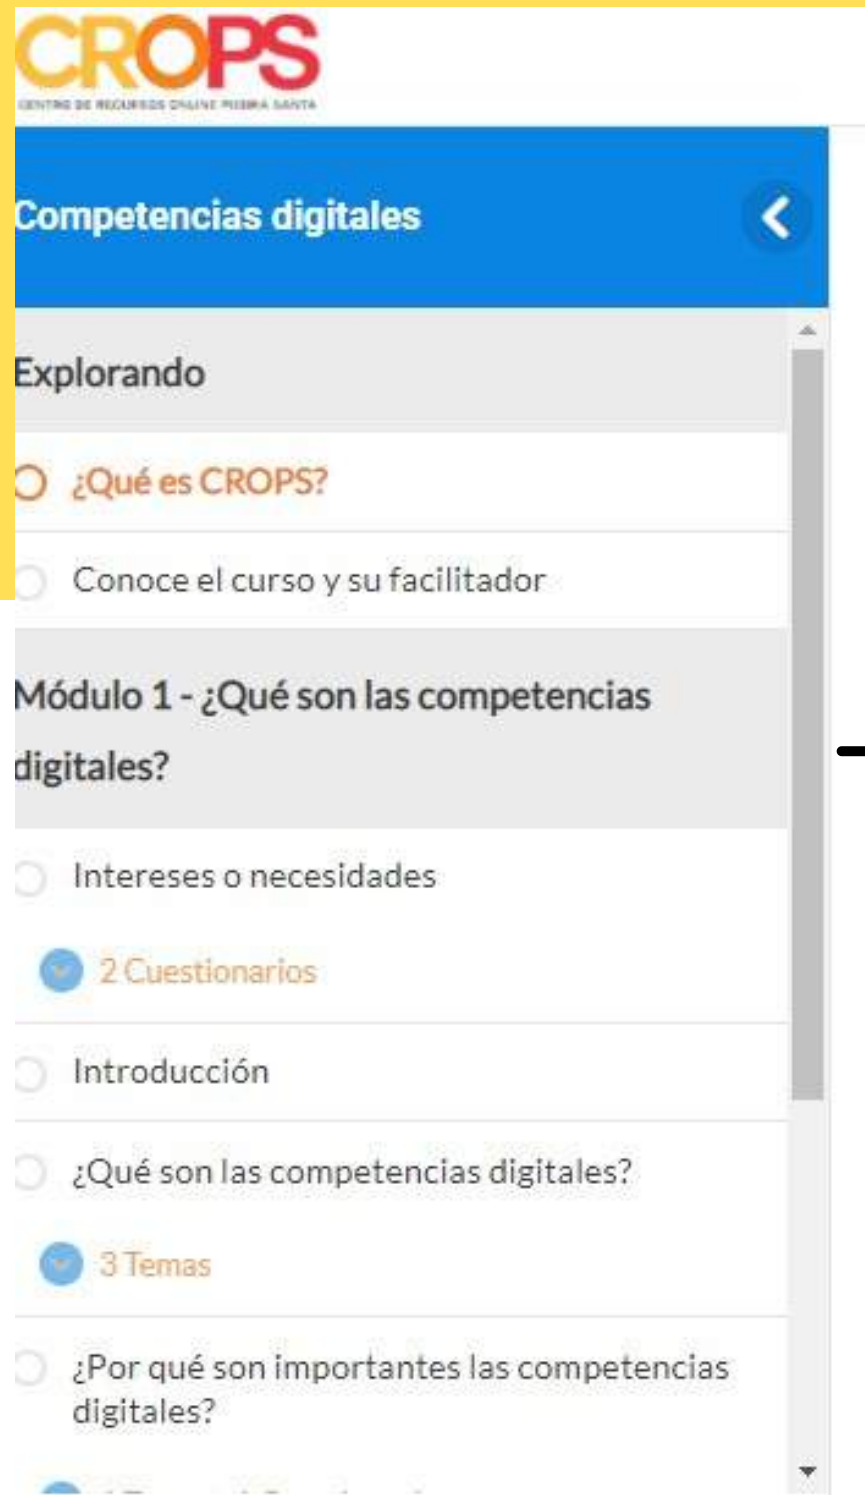 CROPS
CENTRO DE RECURSOS ONLINE PIEDRA SANTA
Competencias digitales
Explorando
¿Qué es CROPS?
Conoce el curso y su facilitador
Módulo 1 - ¿Qué son las competencias
digitales?
Intereses o necesidades
2 Cuestionarios
Introducción
¿Qué son las competencias digitales?
3 Temas
¿Por qué son importantes las competencias
digitales?